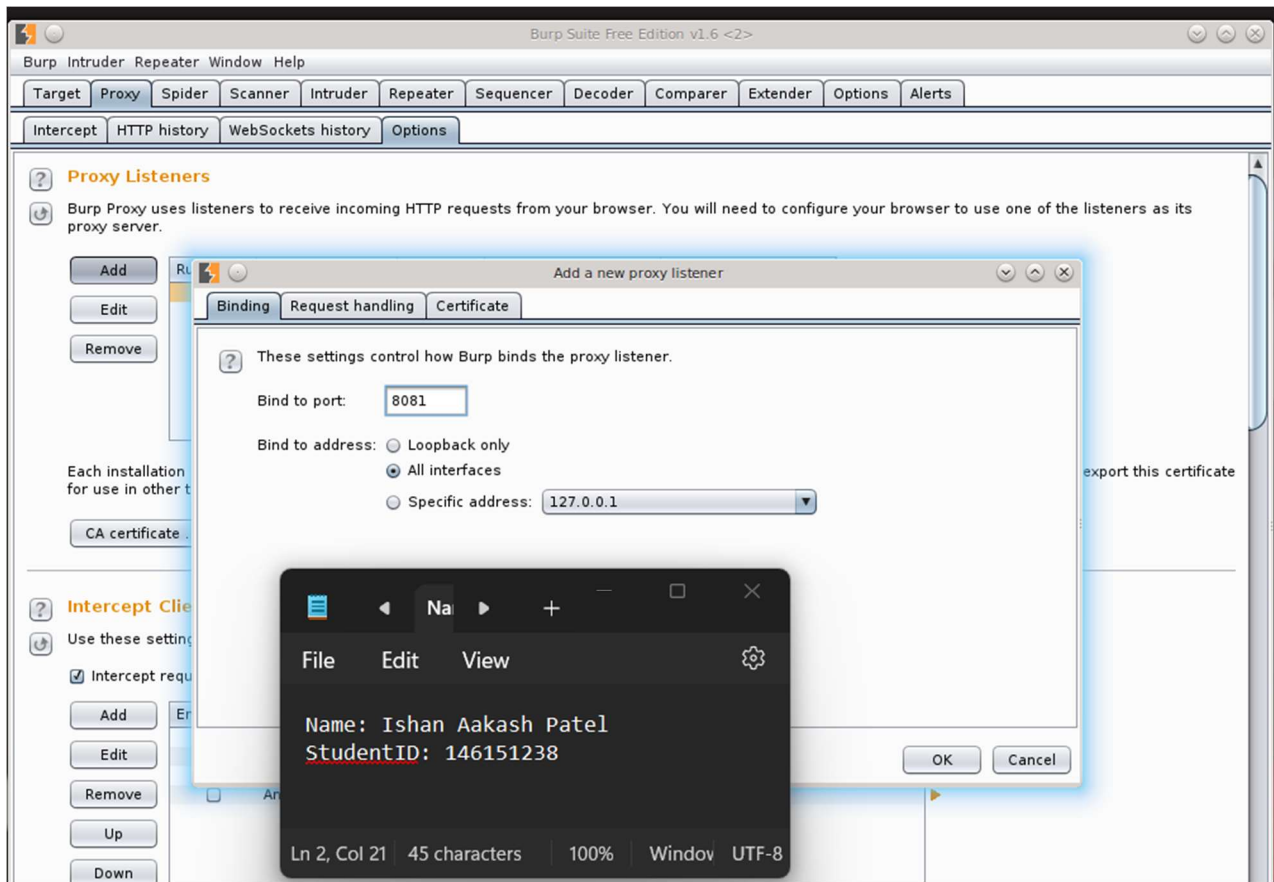 Burp Suite Free Edition v1.6 <2>
Burp Intruder Repeater Window Help
Target Proxy Spider Scanner Intruder Repeater Sequencer Decoder Comparer Extender Options Alerts
Intercept HTTP history WebSockets history Options
? Proxy Listeners
Burp Proxy uses listeners to receive incoming HTTP requests from your browser. You will need to configure your browser to use one of the listeners as its
proxy server.
Add
Edit
Remove
Add a new proxy listener
Binding Request handling Certificate
? These settings control how Burp binds the proxy listener.
Bind to port: 8081
Bind to address: Loopback only
All interfaces
Specific address: 127.0.0.1
OK Cancel
Each installation
for use in other
export this certificate
CA certificate
?
Intercept
Use these
Intercept
Add
Edit
Remove
Up
Down
File Edit View
Name: Ishan Aakash Patel
StudentID: 146151238
Ln 2, Col 21 45 characters 100% UTF-8